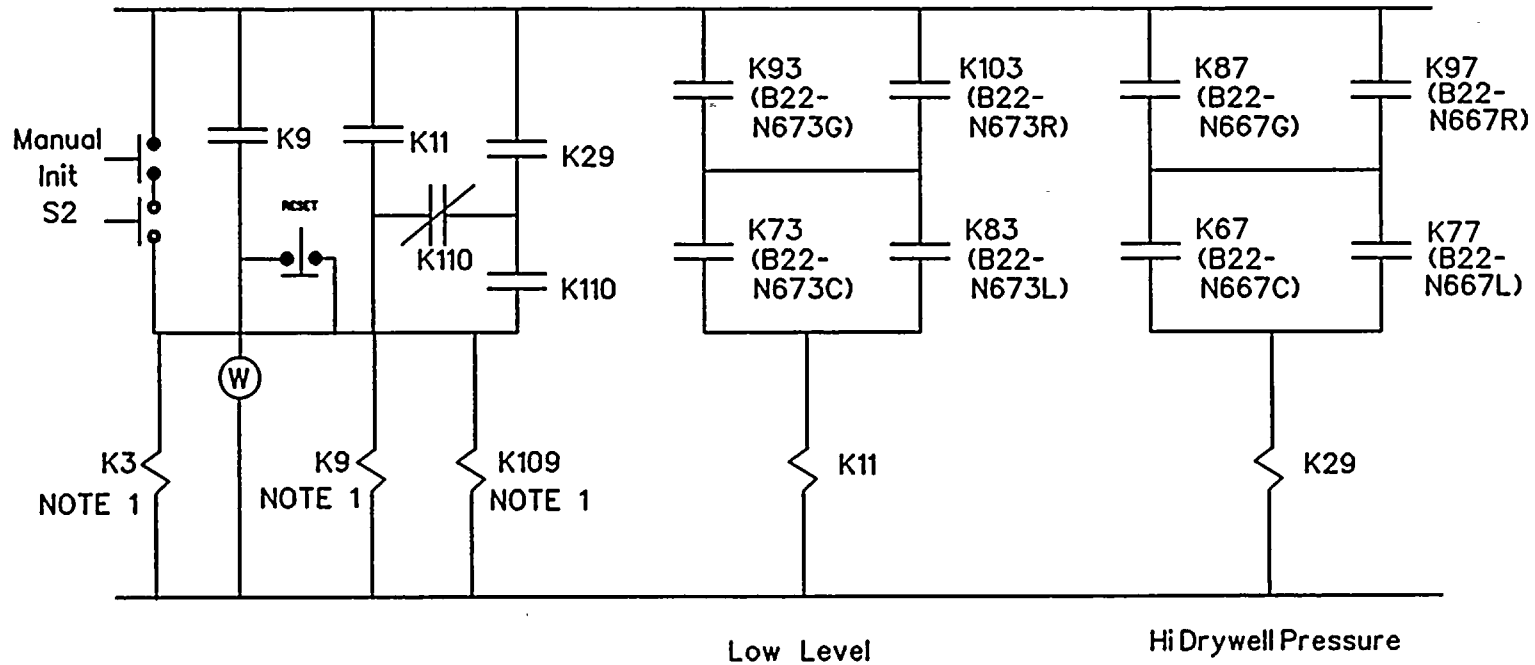 Manual
Init
S2
K9
RESET
K11
K110
K29
K110
K93
(B22-
N673G)
K103
(B22-
N673R)
K73
(B22-
N673C)
K83
(B22-
N673L)
K87
(B22-
N667G)
K97
(B22-
N667R)
K67
(B22-
N667C)
K77
(B22-
N667L)
W
K3
NOTE 1
K9
NOTE 1
K109
NOTE 1
K11
K29
Low Level
Hi Drywell Pressure